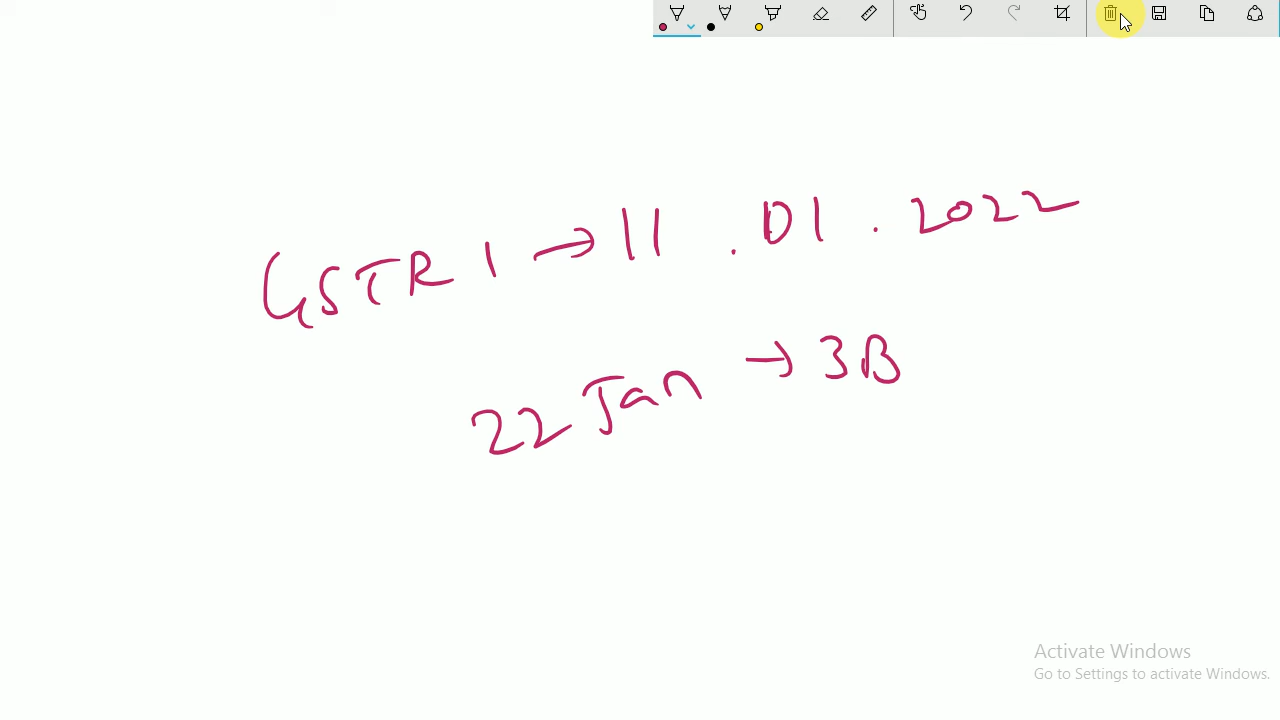 GSTR 1 → 11 . 01 . 2022
22 Jan → 3B
Activate Windows
Go to Settings to activate Windows.